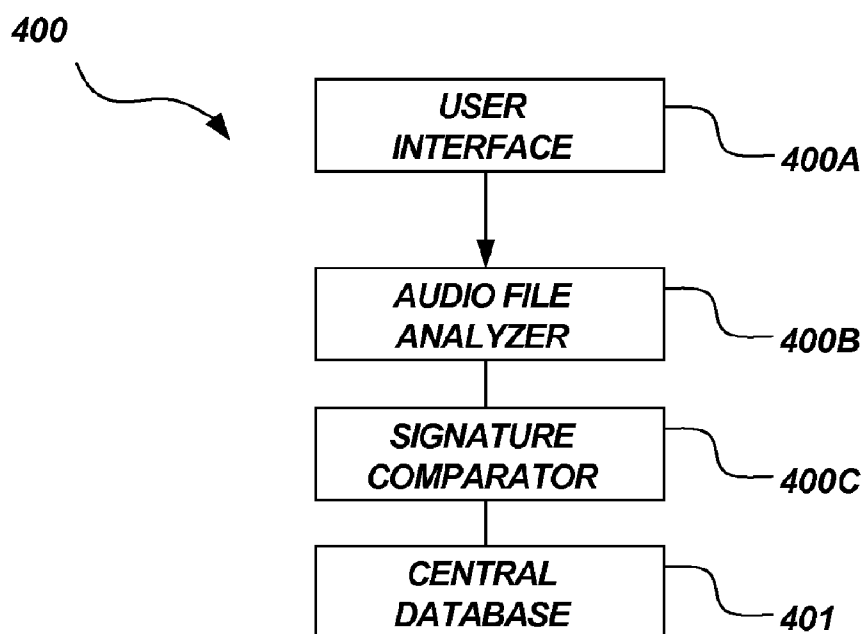 400
USER
INTERFACE
400A
AUDIO FILE
ANALYZER
400B
SIGNATURE
COMPARATOR
400C
CENTRAL
DATABASE
401